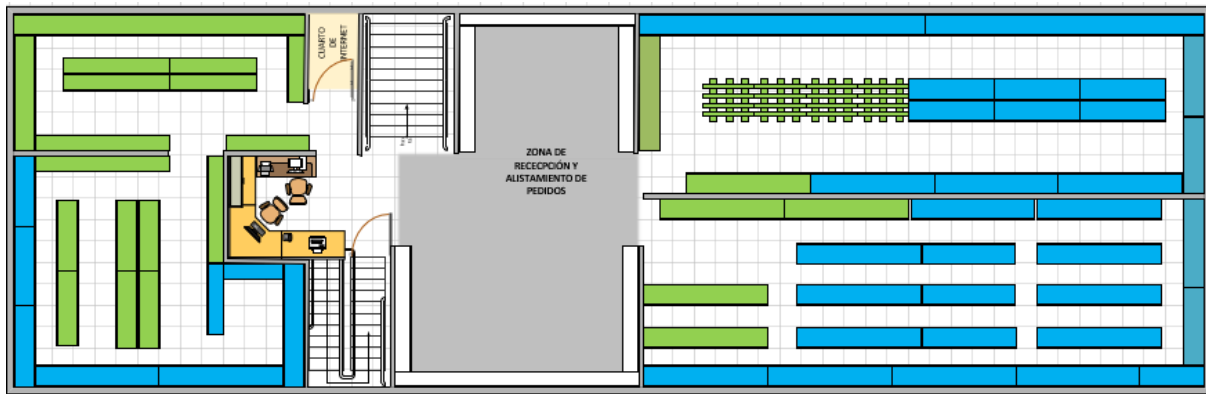 CUARTO
DE
INTERNET
ZONA DE
RECECPCIÓN Y
ALISTAMIENTO DE
PEDIDOS